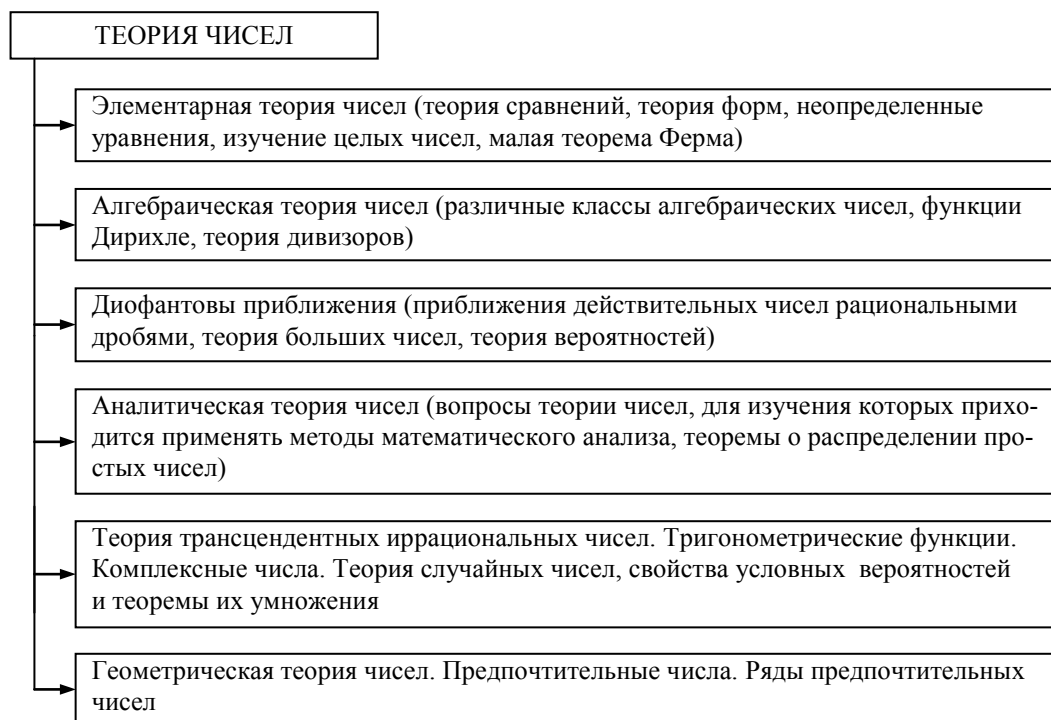 ТЕОРИЯ ЧИСЕЛ
Элементарная теория чисел (теория сравнений, теория форм, неопределенные
уравнения, изучение целых чисел, малая теорема Ферма)
Алгебраическая теория чисел (различные классы алгебраических чисел, функции
Дирихле, теория дивизоров)
Диофантовы приближения (приближения действительных чисел рациональными
дробями, теория больших чисел, теория вероятностей)
Аналитическая теория чисел (вопросы теории чисел, для изучения которых прихо-
дится применять методы математического анализа, теоремы о распределении про-
стых чисел)
Теория трансцендентных иррациональных чисел. Тригонометрические функции.
Комплексные числа. Теория случайных чисел, свойства условных вероятностей
и теоремы их умножения
Геометрическая теория чисел. Предпочтительные числа. Ряды предпочтительных
чисел